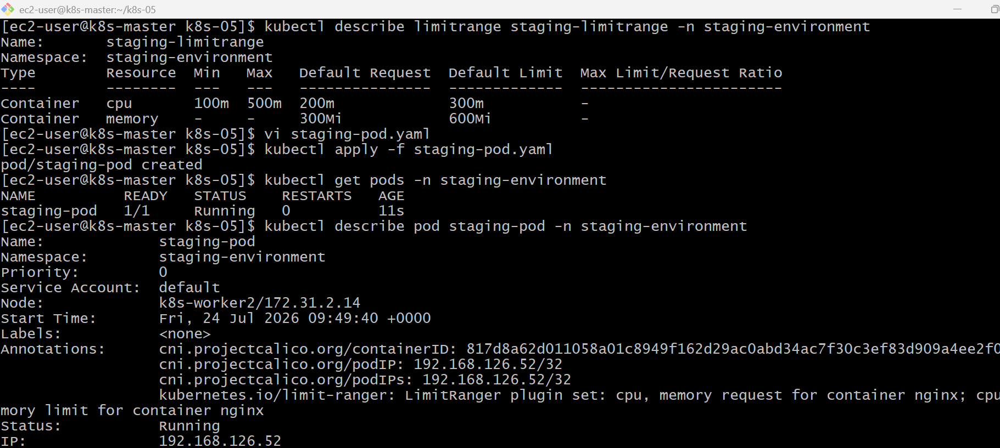 ec2-user@k8s-master:~/k8s-05
[ec2-user@k8s-master k8s-05]$ kubectl describe limitrange staging-limitrange -n staging-environment
Name:       staging-limitrange
Namespace:  staging-environment
Type        Resource  Min   Max   Default Request  Default Limit  Max Limit/Request Ratio
----        --------  ---   ---   ---------------  -------------  -----------------------
Container   cpu       100m  500m  200m             300m           -
Container   memory    -     -     300Mi            600Mi          -
[ec2-user@k8s-master k8s-05]$ vi staging-pod.yaml
[ec2-user@k8s-master k8s-05]$ kubectl apply -f staging-pod.yaml
pod/staging-pod created
[ec2-user@k8s-master k8s-05]$ kubectl get pods -n staging-environment
NAME          READY   STATUS    RESTARTS   AGE
staging-pod   1/1     Running   0          11s
[ec2-user@k8s-master k8s-05]$ kubectl describe pod staging-pod -n staging-environment
Name:             staging-pod
Namespace:        staging-environment
Priority:         0
Service Account:  default
Node:             k8s-worker2/172.31.2.14
Start Time:       Fri, 24 Jul 2026 09:49:40 +0000
Labels:           <none>
Annotations:      cni.projectcalico.org/containerID: 817d8a62d011058a01c8949f162d29ac0abd34ac7f30c3ef83d909a4ee2f0
                  cni.projectcalico.org/podIP: 192.168.126.52/32
                  cni.projectcalico.org/podIPs: 192.168.126.52/32
                  kubernetes.io/limit-ranger: LimitRanger plugin set: cpu, memory request for container nginx; cpu
mory limit for container nginx
Status:           Running
IP:               192.168.126.52